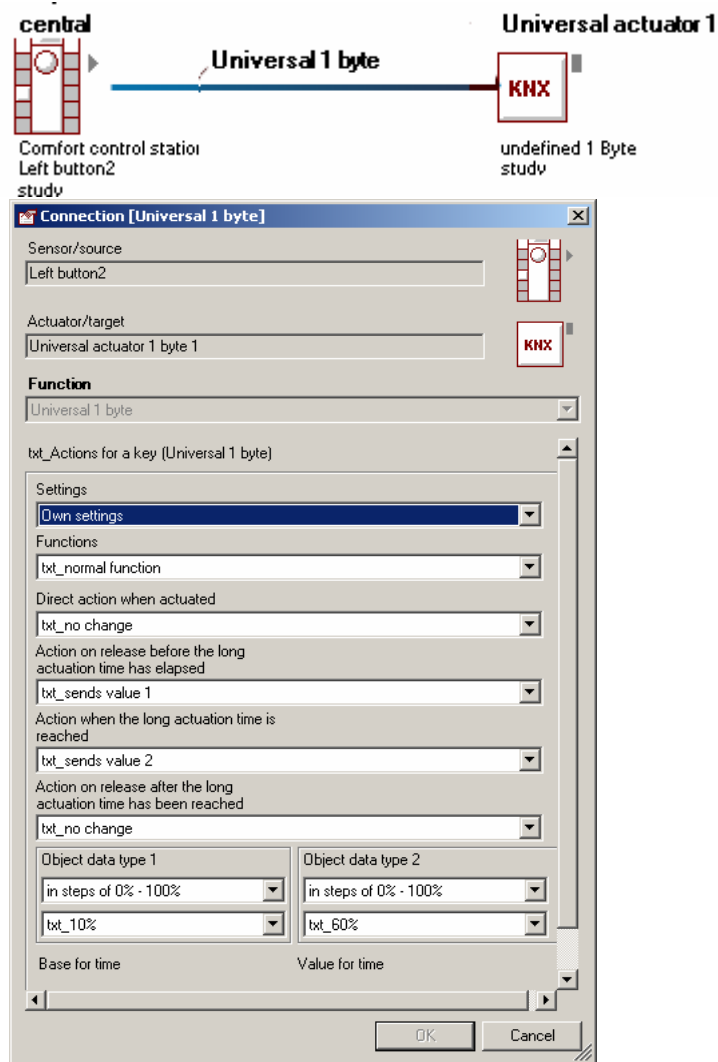 central
Universal actuator 1
Universal 1 byte
KNX
Comfort control station
Left button2
study
undefined 1 Byte
study
Connection [Universal 1 byte]
Sensor/source
Left button2
Actuator/target
Universal actuator 1 byte 1
KNX
Function
Universal 1 byte
txt_Actions for a key (Universal 1 byte)
Settings
Own settings
Functions
txt_normal function
Direct action when actuated
txt_no change
Action on release before the long
actuation time has elapsed
txt_sends value 1
Action when the long actuation time is
reached
txt_sends value 2
Action on release after the long
actuation time has been reached
txt_no change
Object data type 1
Object data type 2
in steps of 0% - 100%
in steps of 0% - 100%
txt_10%
txt_60%
Base for time
Value for time
OK
Cancel